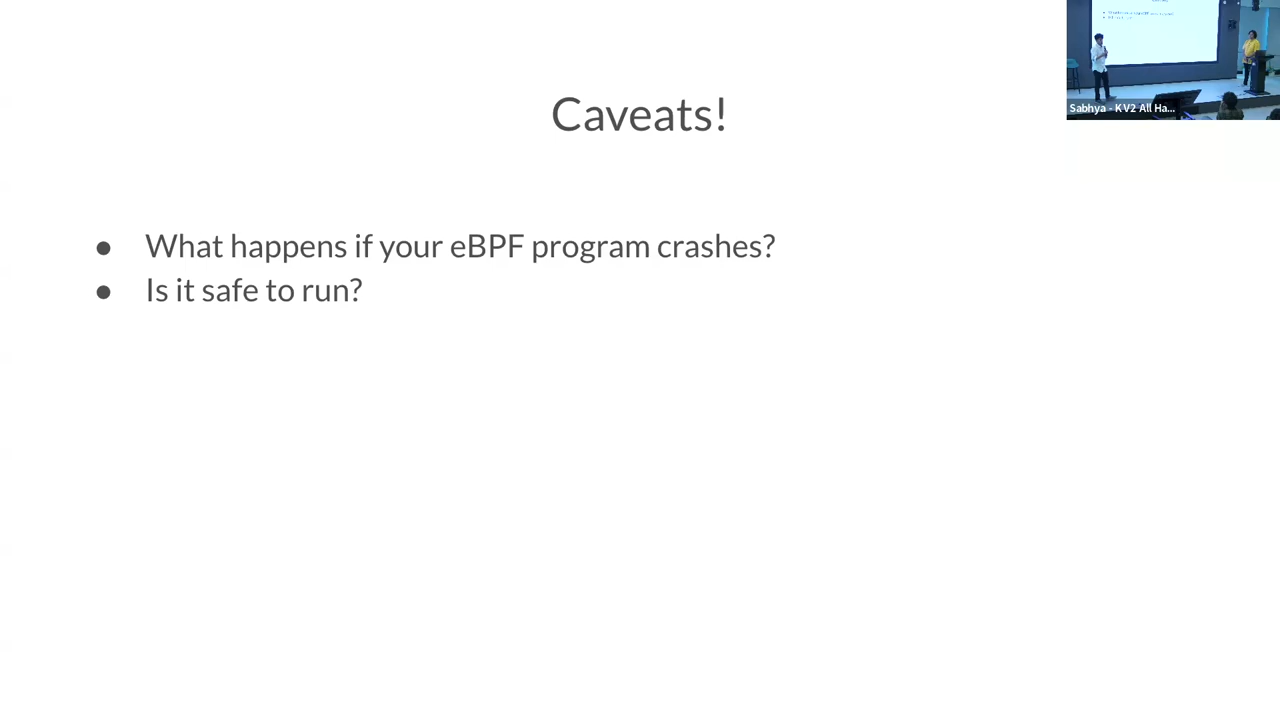 Caveats!
Sabhya - KV2 All Ha...
● What happens if your eBPF program crashes?
● Is it safe to run?